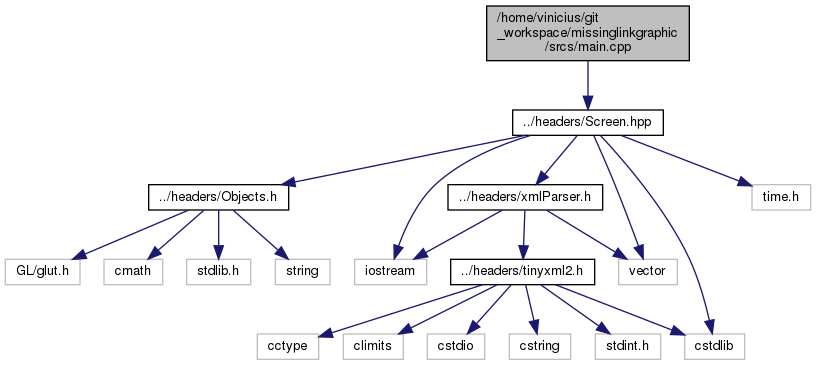 /home/vinicius/git
_workspace/missinglinkgraphic
/srcs/main.cpp
../headers/Screen.hpp
../headers/Objects.h
../headers/xmlParser.h
time.h
GL/glut.h
cmath
stdlib.h
string
iostream
../headers/tinyxml2.h
vector
cctype
climits
cstdio
cstring
stdint.h
cstdlib